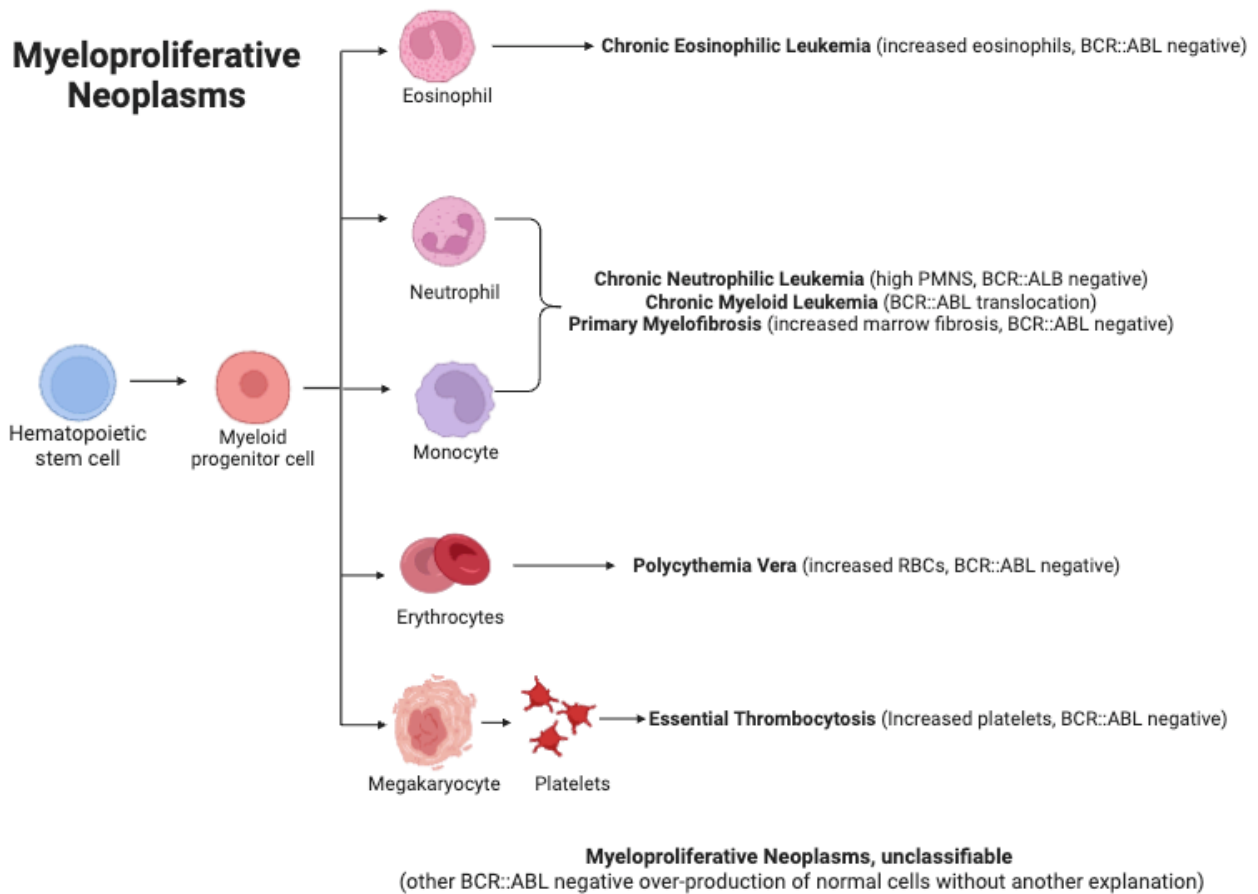 Myeloproliferative
Neoplasms
Eosinophil
Chronic Eosinophilic Leukemia (increased eosinophils, BCR::ABL negative)
Neutrophil
Chronic Neutrophilic Leukemia (high PMNS, BCR::ALB negative)
Chronic Myeloid Leukemia (BCR::ABL translocation)
Primary Myelofibrosis (increased marrow fibrosis, BCR::ABL negative)
Hematopoietic
stem cell
Myeloid
progenitor cell
Monocyte
Erythrocytes
Polycythemia Vera (increased RBCs, BCR::ABL negative)
Megakaryocyte
Platelets
Essential Thrombocytosis (Increased platelets, BCR::ABL negative)
Myeloproliferative Neoplasms, unclassifiable
(other BCR::ABL negative over-production of normal cells without another explanation)